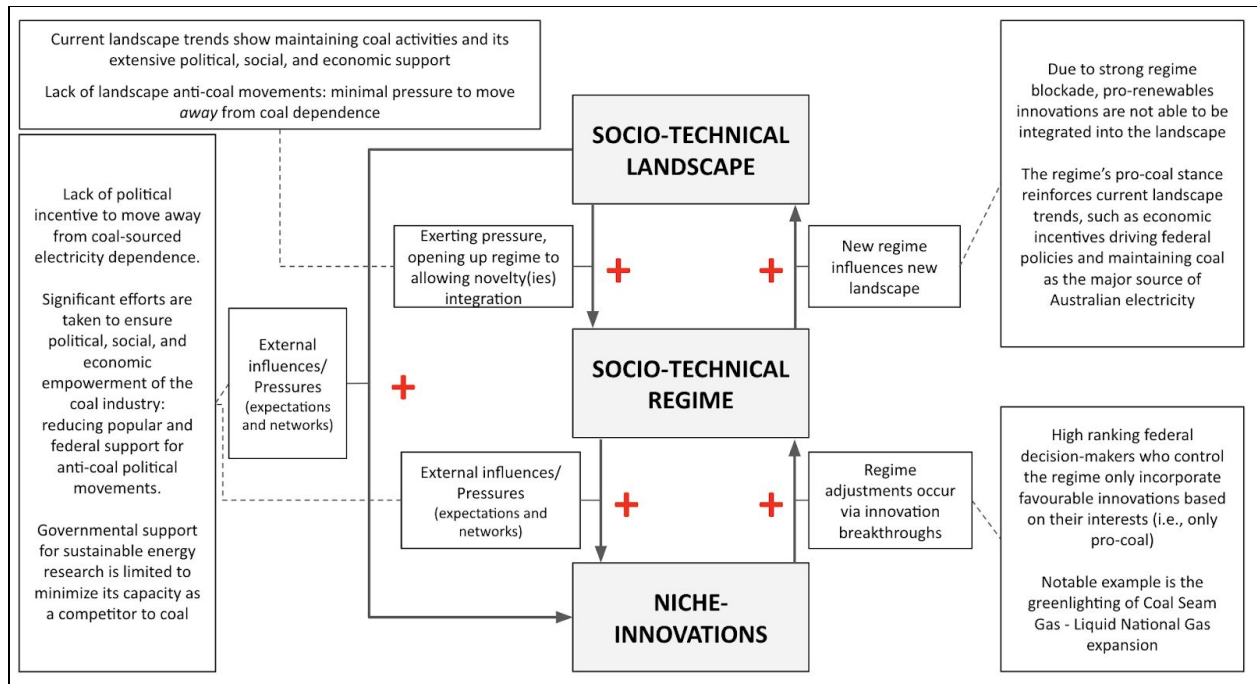 Current landscape trends show maintaining coal activities and its
extensive political, social, and economic support
Lack of landscape anti-coal movements: minimal pressure to move
away from coal dependence
Lack of political
incentive to move away
from coal-sourced
electricity dependence.
Significant efforts are
taken to ensure
political, social, and
economic
empowerment of the
coal industry:
reducing popular and
federal support for
anti-coal political
movements.
Governmental support
for sustainable energy
research is limited to
minimize its capacity as
a competitor to coal
External
influences/
Pressures
(expectations
and networks)
SOCIO-TECHNICAL
LANDSCAPE
Exerting pressure,
opening up regime to
allowing novelty(ies)
integration
New regime
influences new
landscape
SOCIO-TECHNICAL
REGIME
External influences/
Pressures
(expectations and
networks)
Regime
adjustments occur
via innovation
breakthroughs
NICHE-
INNOVATIONS
Due to strong regime
blockade, pro-renewables
innovations are not able to be
integrated into the landscape
The regime’s pro-coal stance
reinforces current landscape
trends, such as economic
incentives driving federal
policies and maintaining coal
as the major source of
Australian electricity
High ranking federal
decision-makers who control
the regime only incorporate
favourable innovations based
on their interests (i.e., only
pro-coal)
Notable example is the
greenlighting of Coal Seam
Gas - Liquid National Gas
expansion